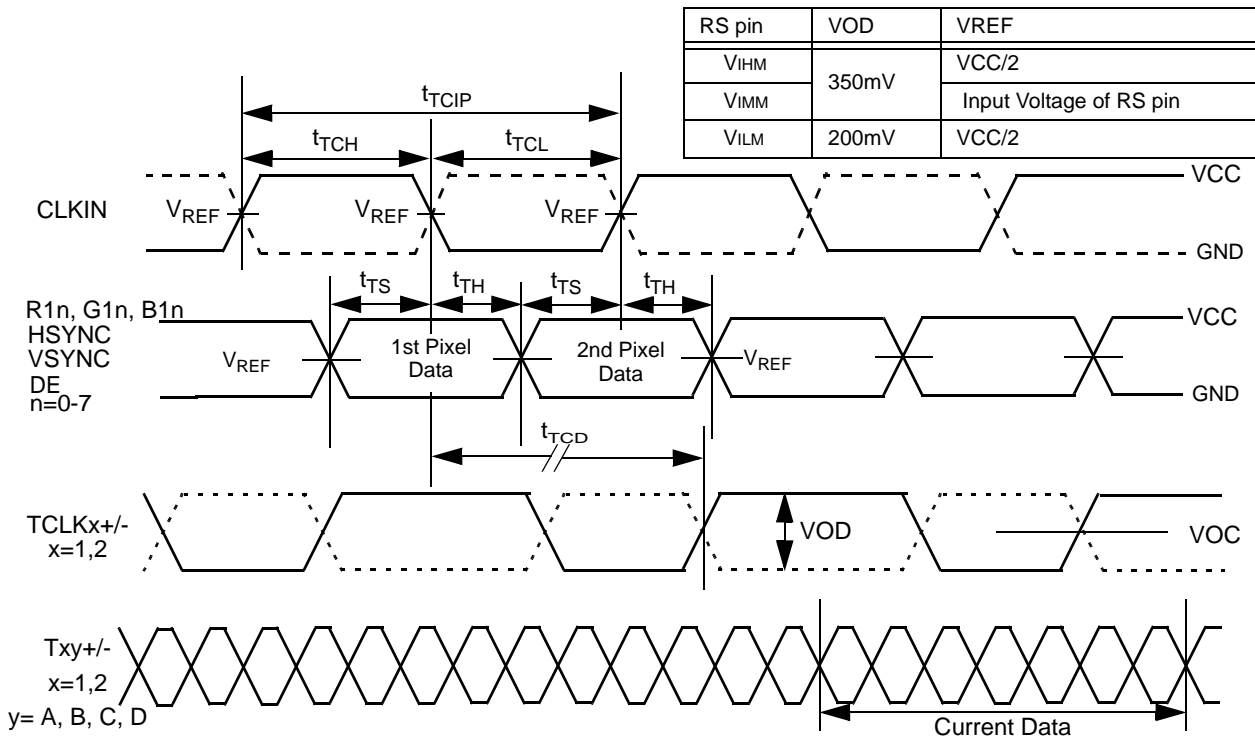 RS pin VOD VREF
VIHM 350mV VCC/2
VIMM Input Voltage of RS pin
VILM 200mV VCC/2
tTCIP
tTCH tTCL
CLKIN VREF VREF VREF VCC
GND
tTS tTH tTS tTH
R1n, G1n, B1n
HSYNC
VSYNC
DE
n=0-7
VREF
1st Pixel
Data
2nd Pixel
Data
VREF
VCC
GND
tTCD
TCLKx+/-
x=1,2
VOD
VOC
Txy+/-
x=1,2
y= A, B, C, D
Current Data